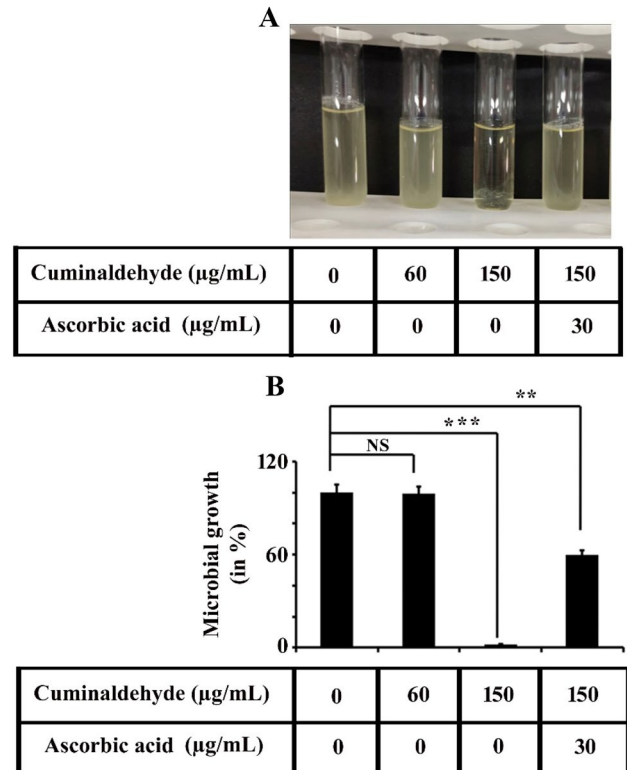 A
Cuminaldehyde (µg/mL) 0 60 150 150
Ascorbic acid (µg/mL) 0 0 0 30
B
**
***
NS
120
60
0
Microbial growth
(in %)
Cuminaldehyde (µg/mL) 0 60 150 150
Ascorbic acid (µg/mL) 0 0 0 30